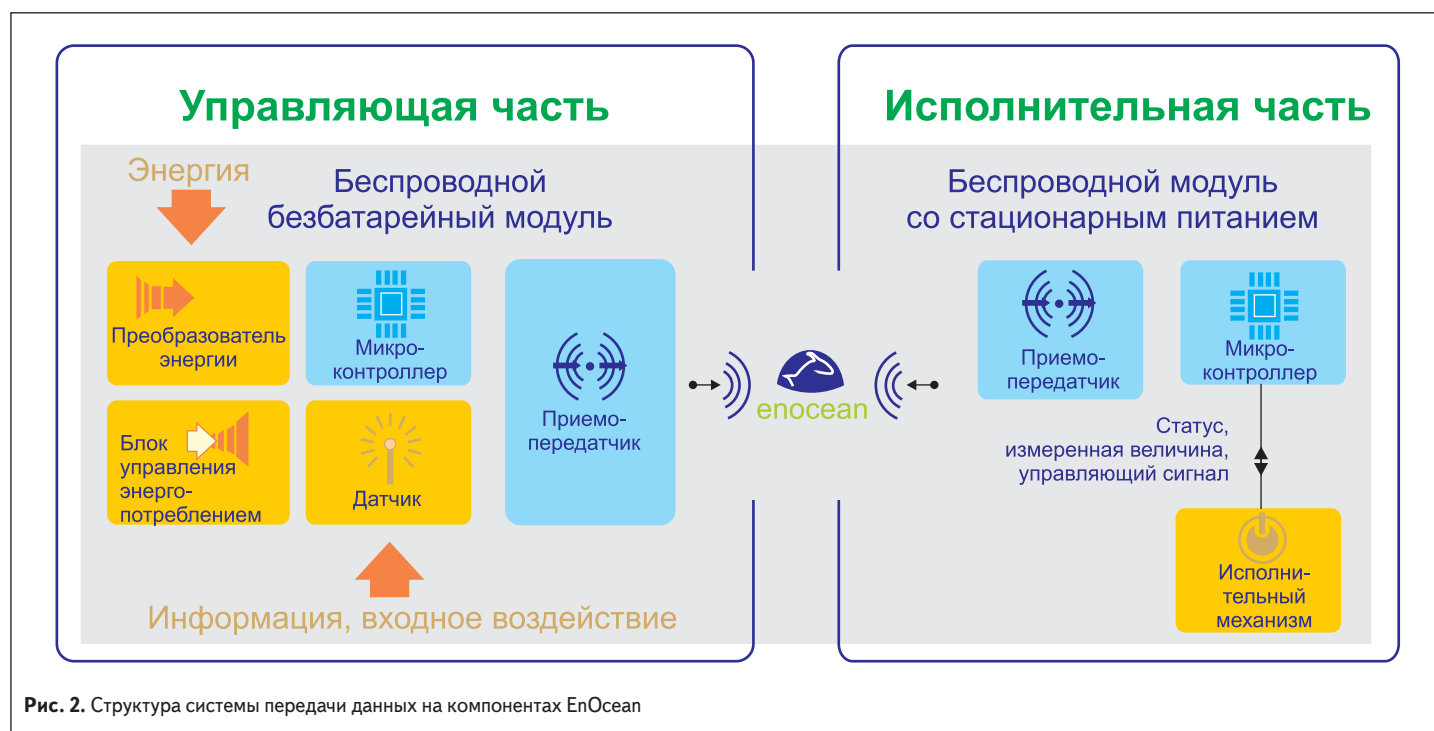 Управляющая часть
Исполнительная часть
Энергия
Беспроводной
безбатарейный модуль
Беспроводной модуль
со стационарным питанием
Преобразователь
энергии
Микро-
контроллер
Приемо-
передатчик
Блок
управления
энерго-
потреблением
Датчик
Информация, входное воздействие
enocean
Приемо-
передатчик
Микро-
контроллер
Статус,
измеренная величина,
управляющий сигнал
Исполни-
тельный
механизм
Рис. 2. Структура системы передачи данных на компонентах EnOcean